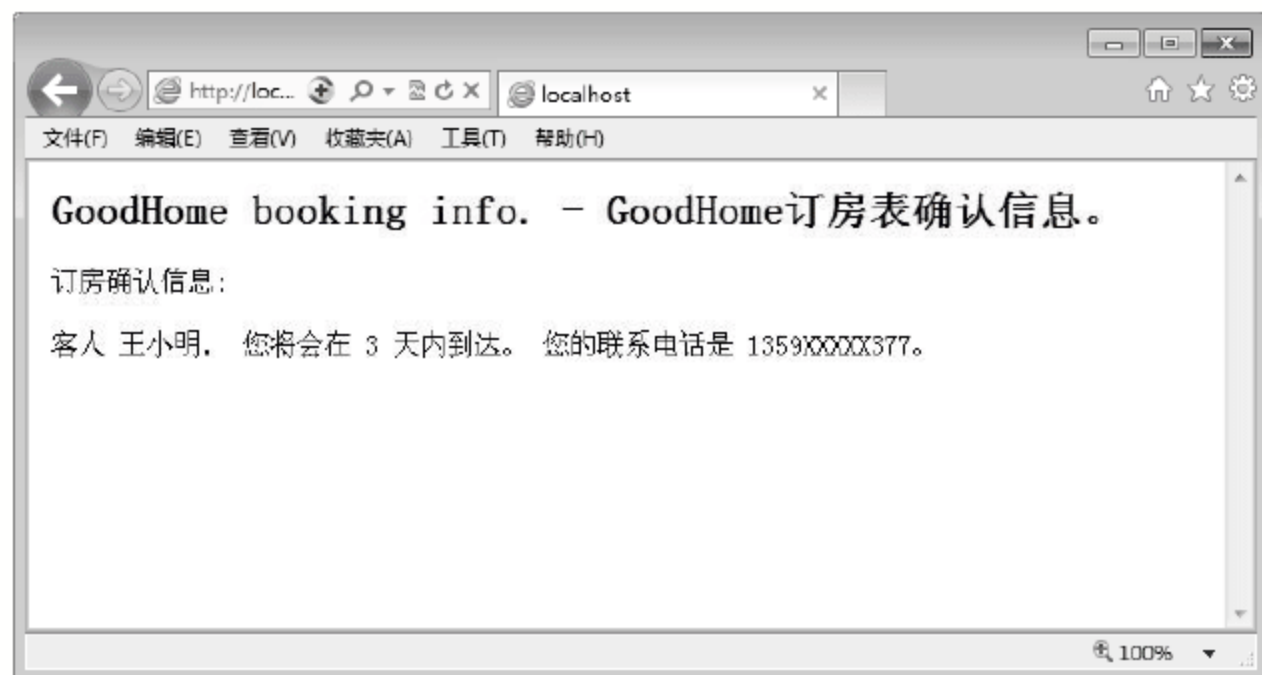 http://loc...
localhost
文件(F) 编辑(E) 查看(V) 收藏夹(A) 工具(T) 帮助(H)
GoodHome booking info. - GoodHome订房表确认信息。
订房确认信息:
客人 王小明, 您将会在 3 天内到达。 您的联系电话是 1359XXXXX377。
100%